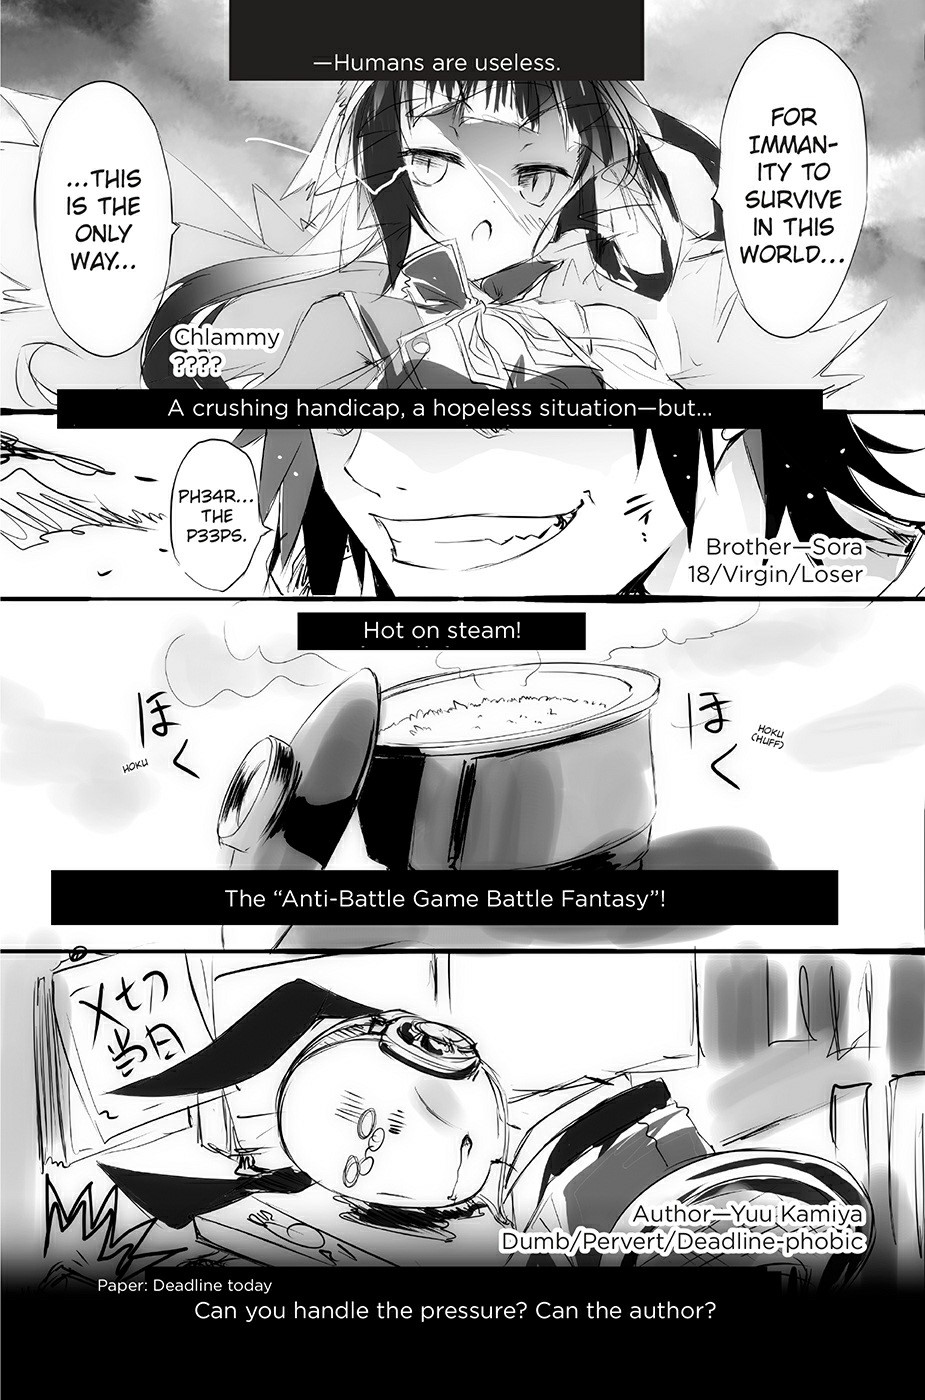 —Humans are useless.
FOR
IMMAN-
ITY TO
SURVIVE
IN THIS
WORLD...
...THIS
IS THE
ONLY
WAY...
Chlammy
????
A crushing handicap, a hopeless situation—but...
PH34R...
THE
P33PS.
Brother—Sora
18/Virgin/Loser
Hot on steam!
ほく
HOKU
(HUFF)
ほく
HOKU
The “Anti-Battle Game Battle Fantasy”!
〆切
当日
Author—Yuu Kamiya
Dumb/Pervert/Deadline-phobic
Paper: Deadline today
Can you handle the pressure? Can the author?